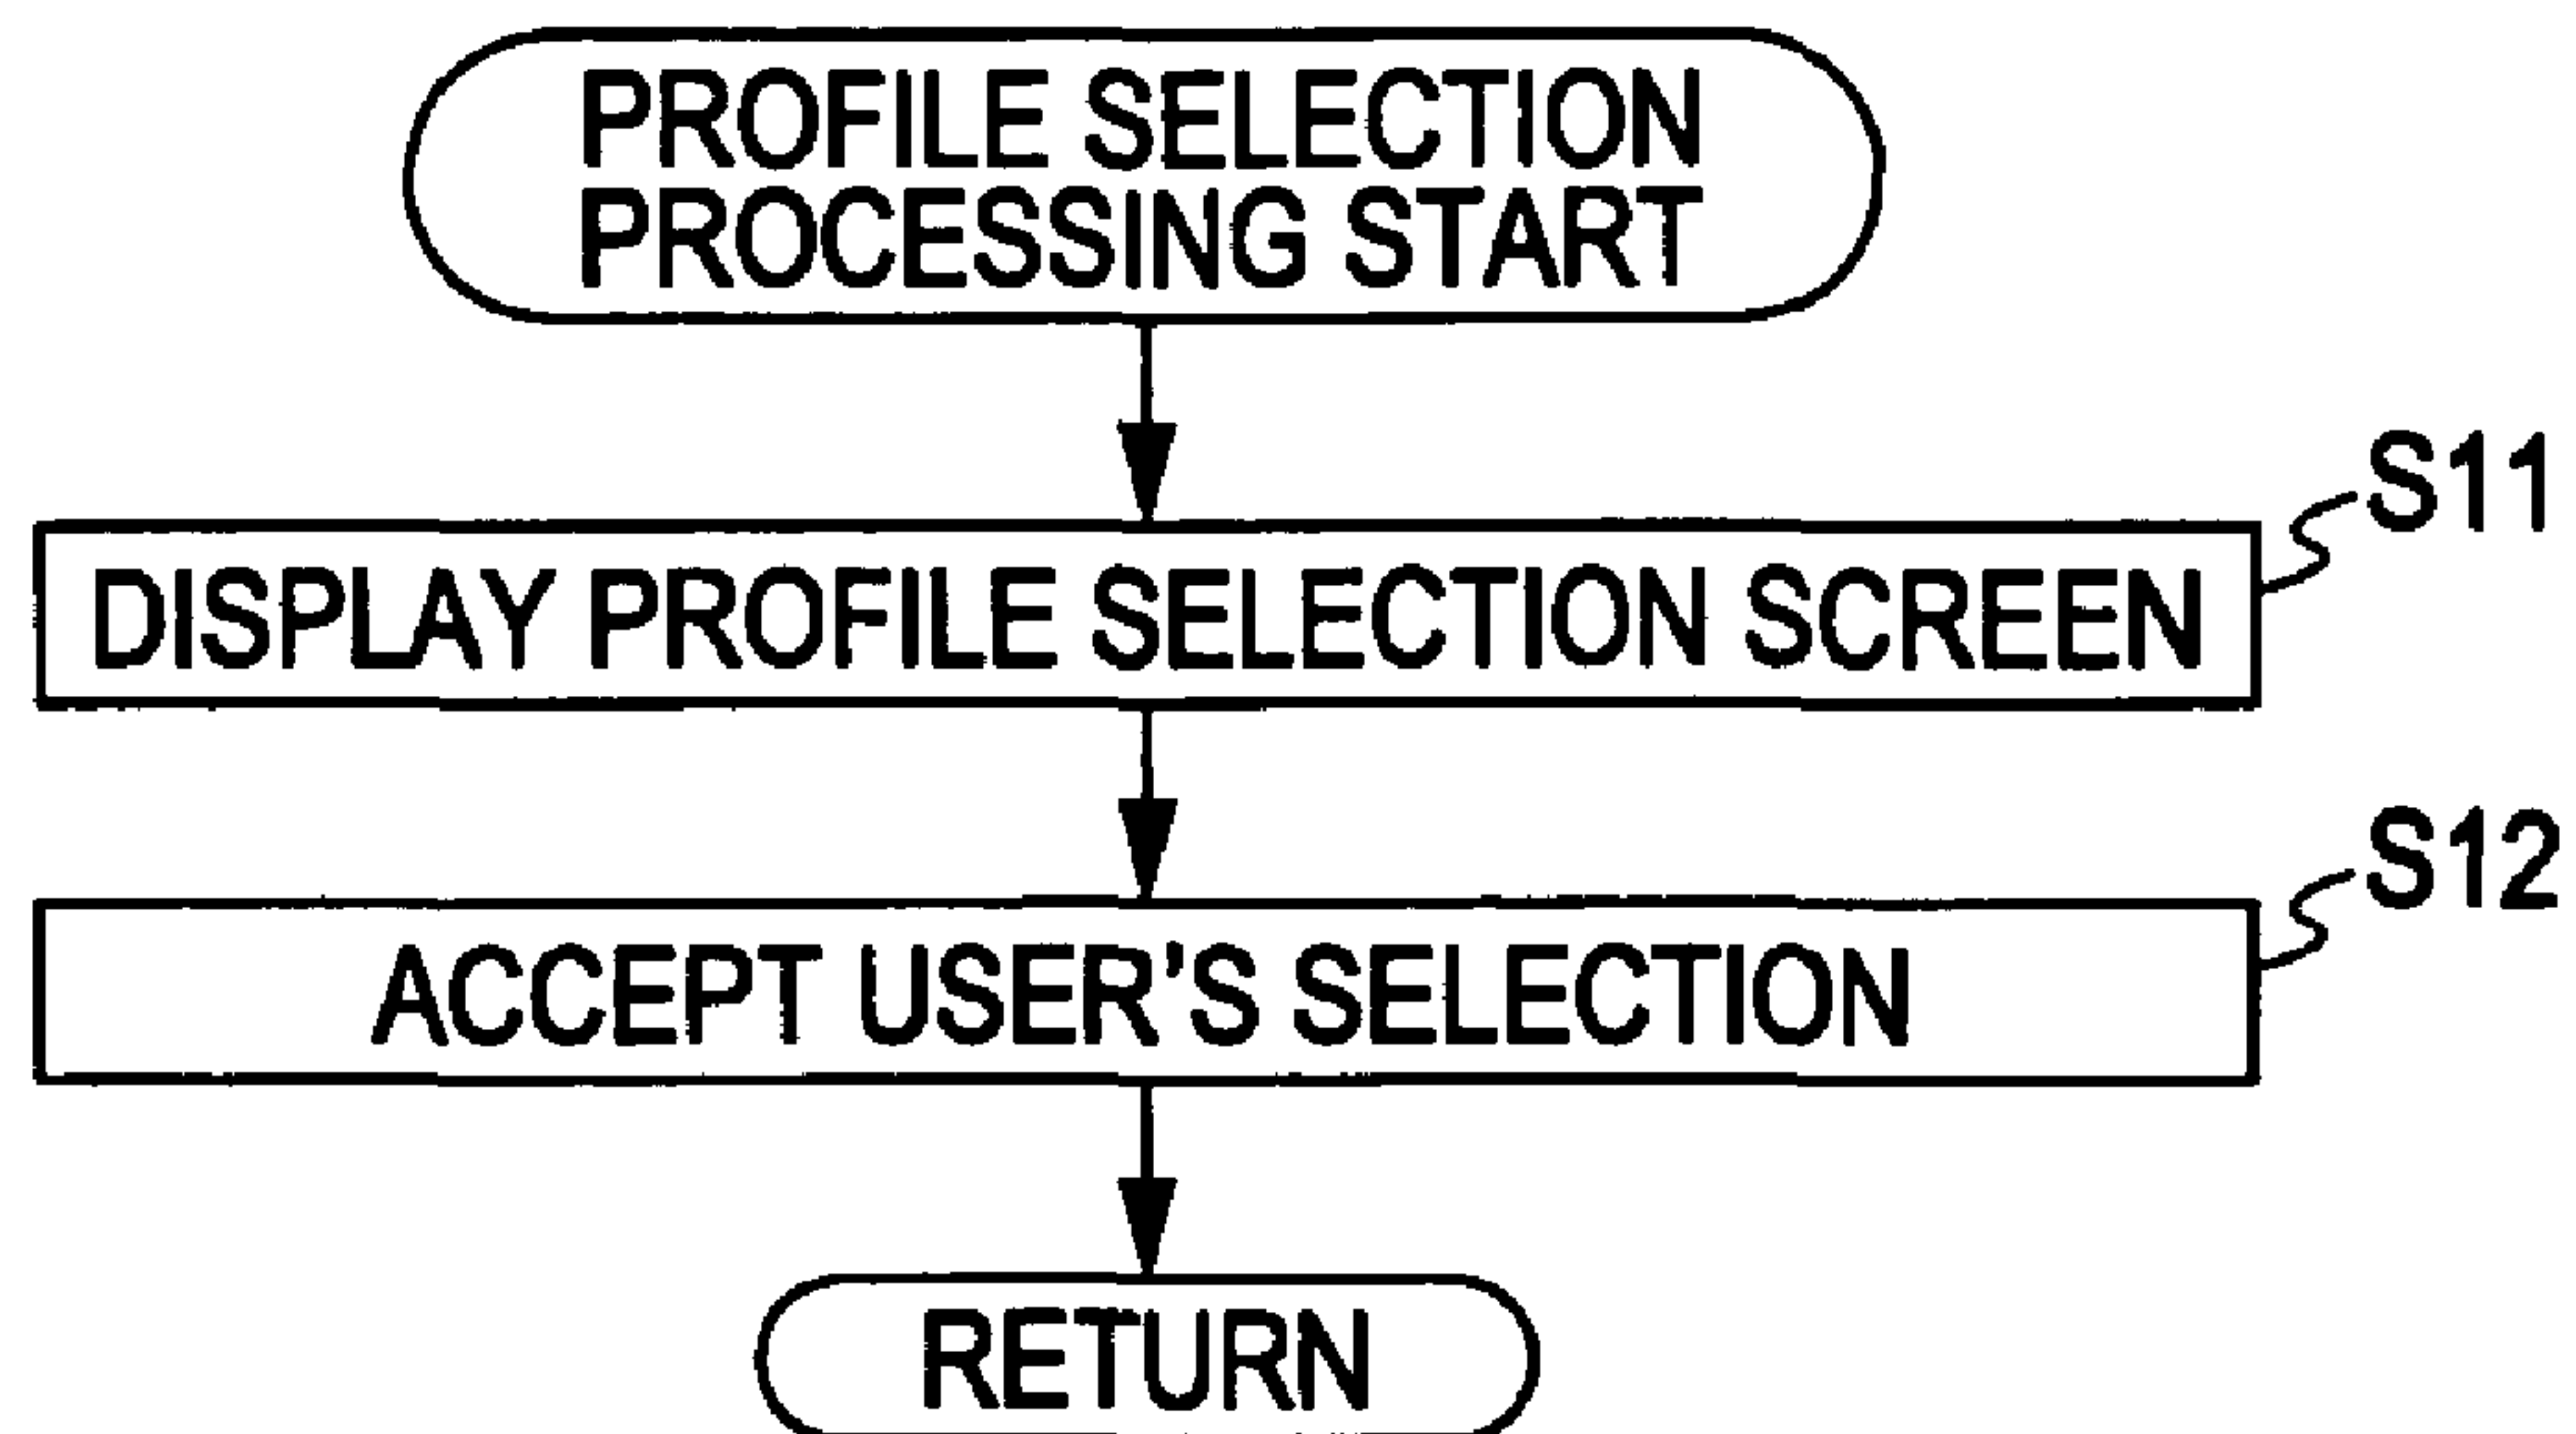 PROFILE SELECTION
PROCESSING START
S11
DISPLAY PROFILE SELECTION SCREEN
S12
ACCEPT USER'S SELECTION
RETURN